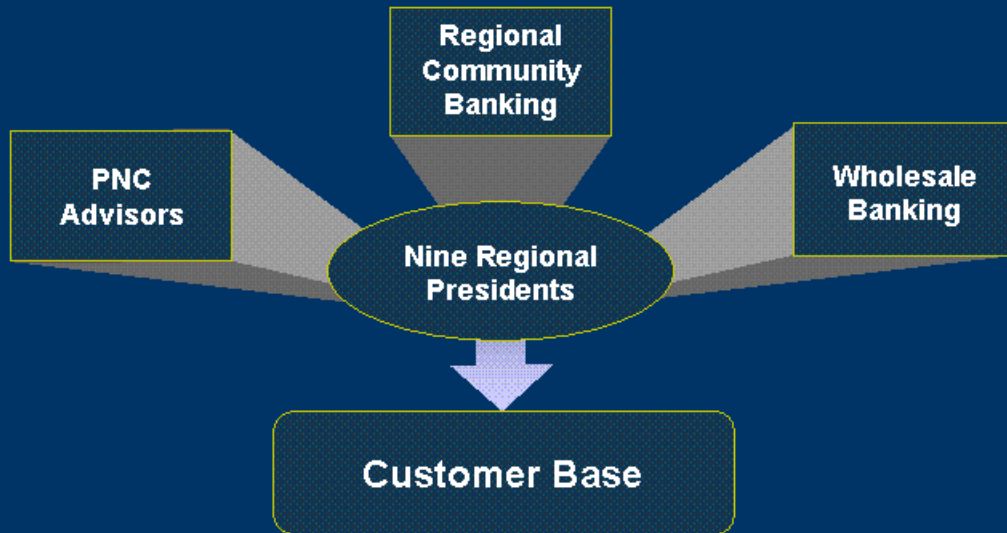 Regional
Community
Banking
PNC
Advisors
Wholesale
Banking
Nine Regional
Presidents
Customer Base